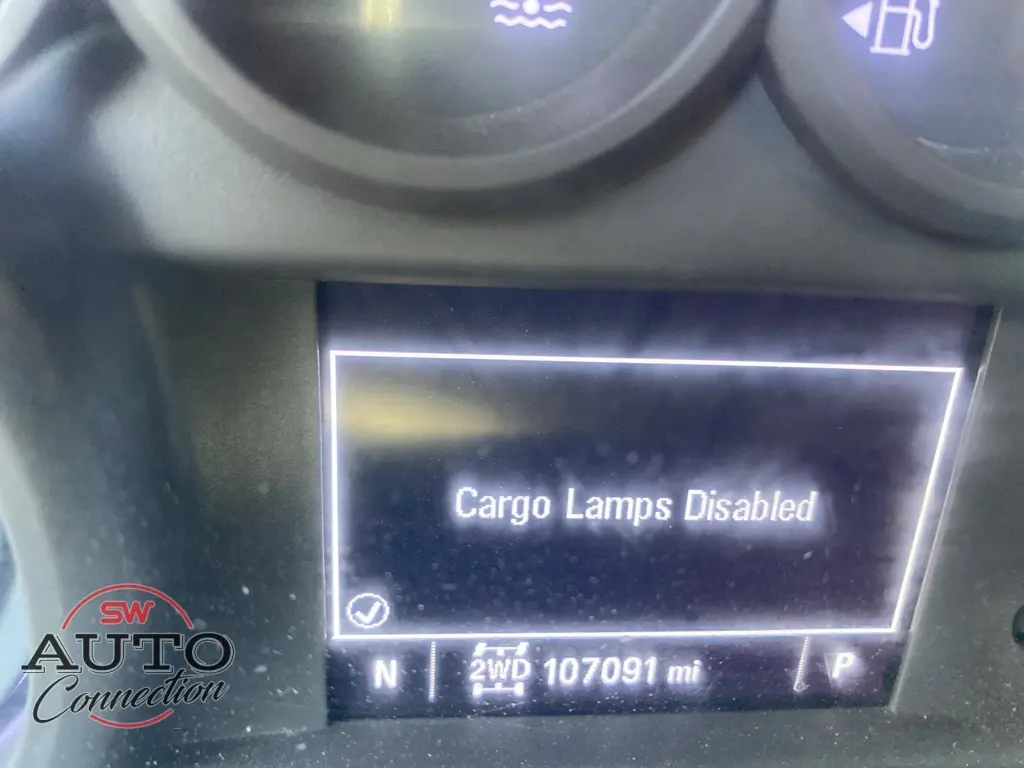 Cargo Lamps Disabled
N 2WD 107091 mi P
SW
AUTO
Connection